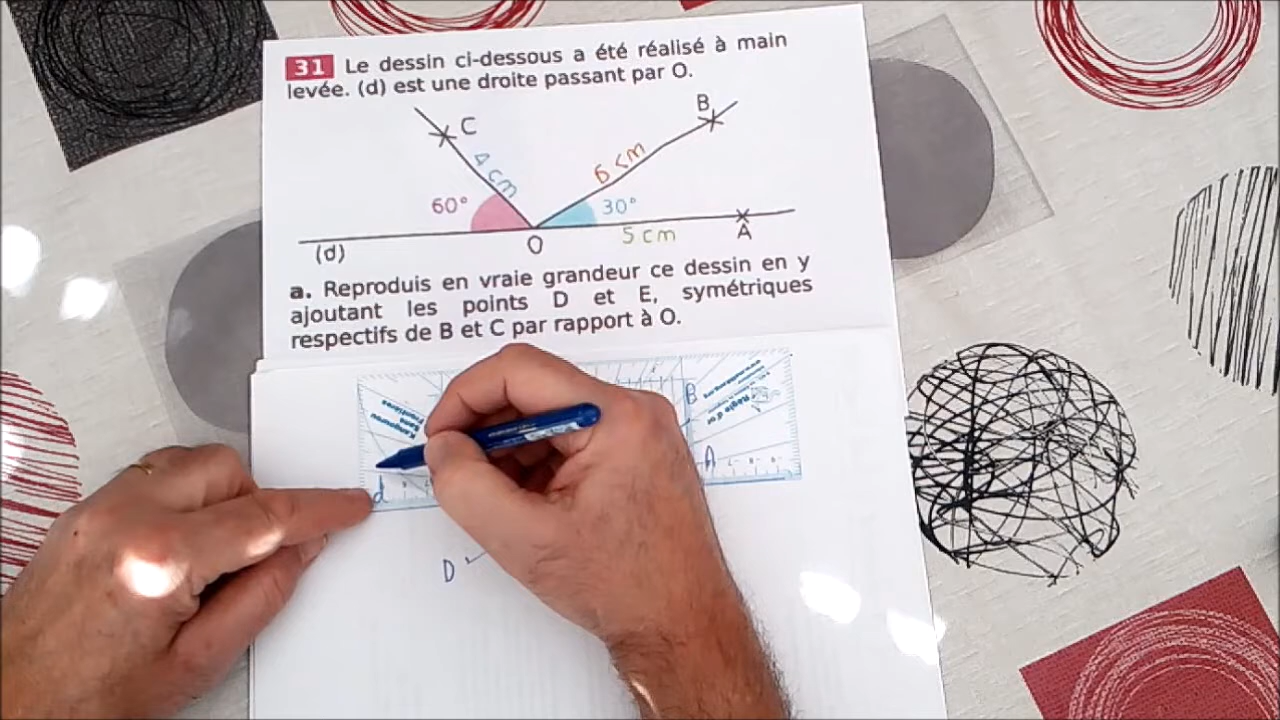 31 Le dessin ci-dessous a été réalisé à main
levée. (d) est une droite passant par O.
C
B
4 cm
6 cm
60°
30°
(d)
O
5 cm
A
a. Reproduis en vraie grandeur ce dessin en y
ajoutant les points D et E, symétriques
respectifs de B et C par rapport à O.
B
Règle d'or
A
d
D